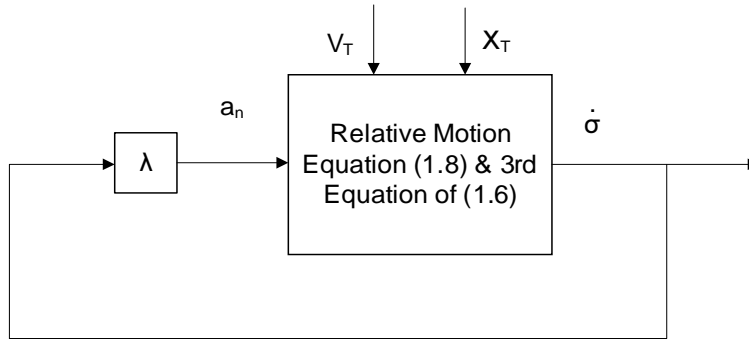 V_T
X_T
a_n
σ̇
λ
Relative Motion
Equation (1.8) & 3rd
Equation of (1.6)